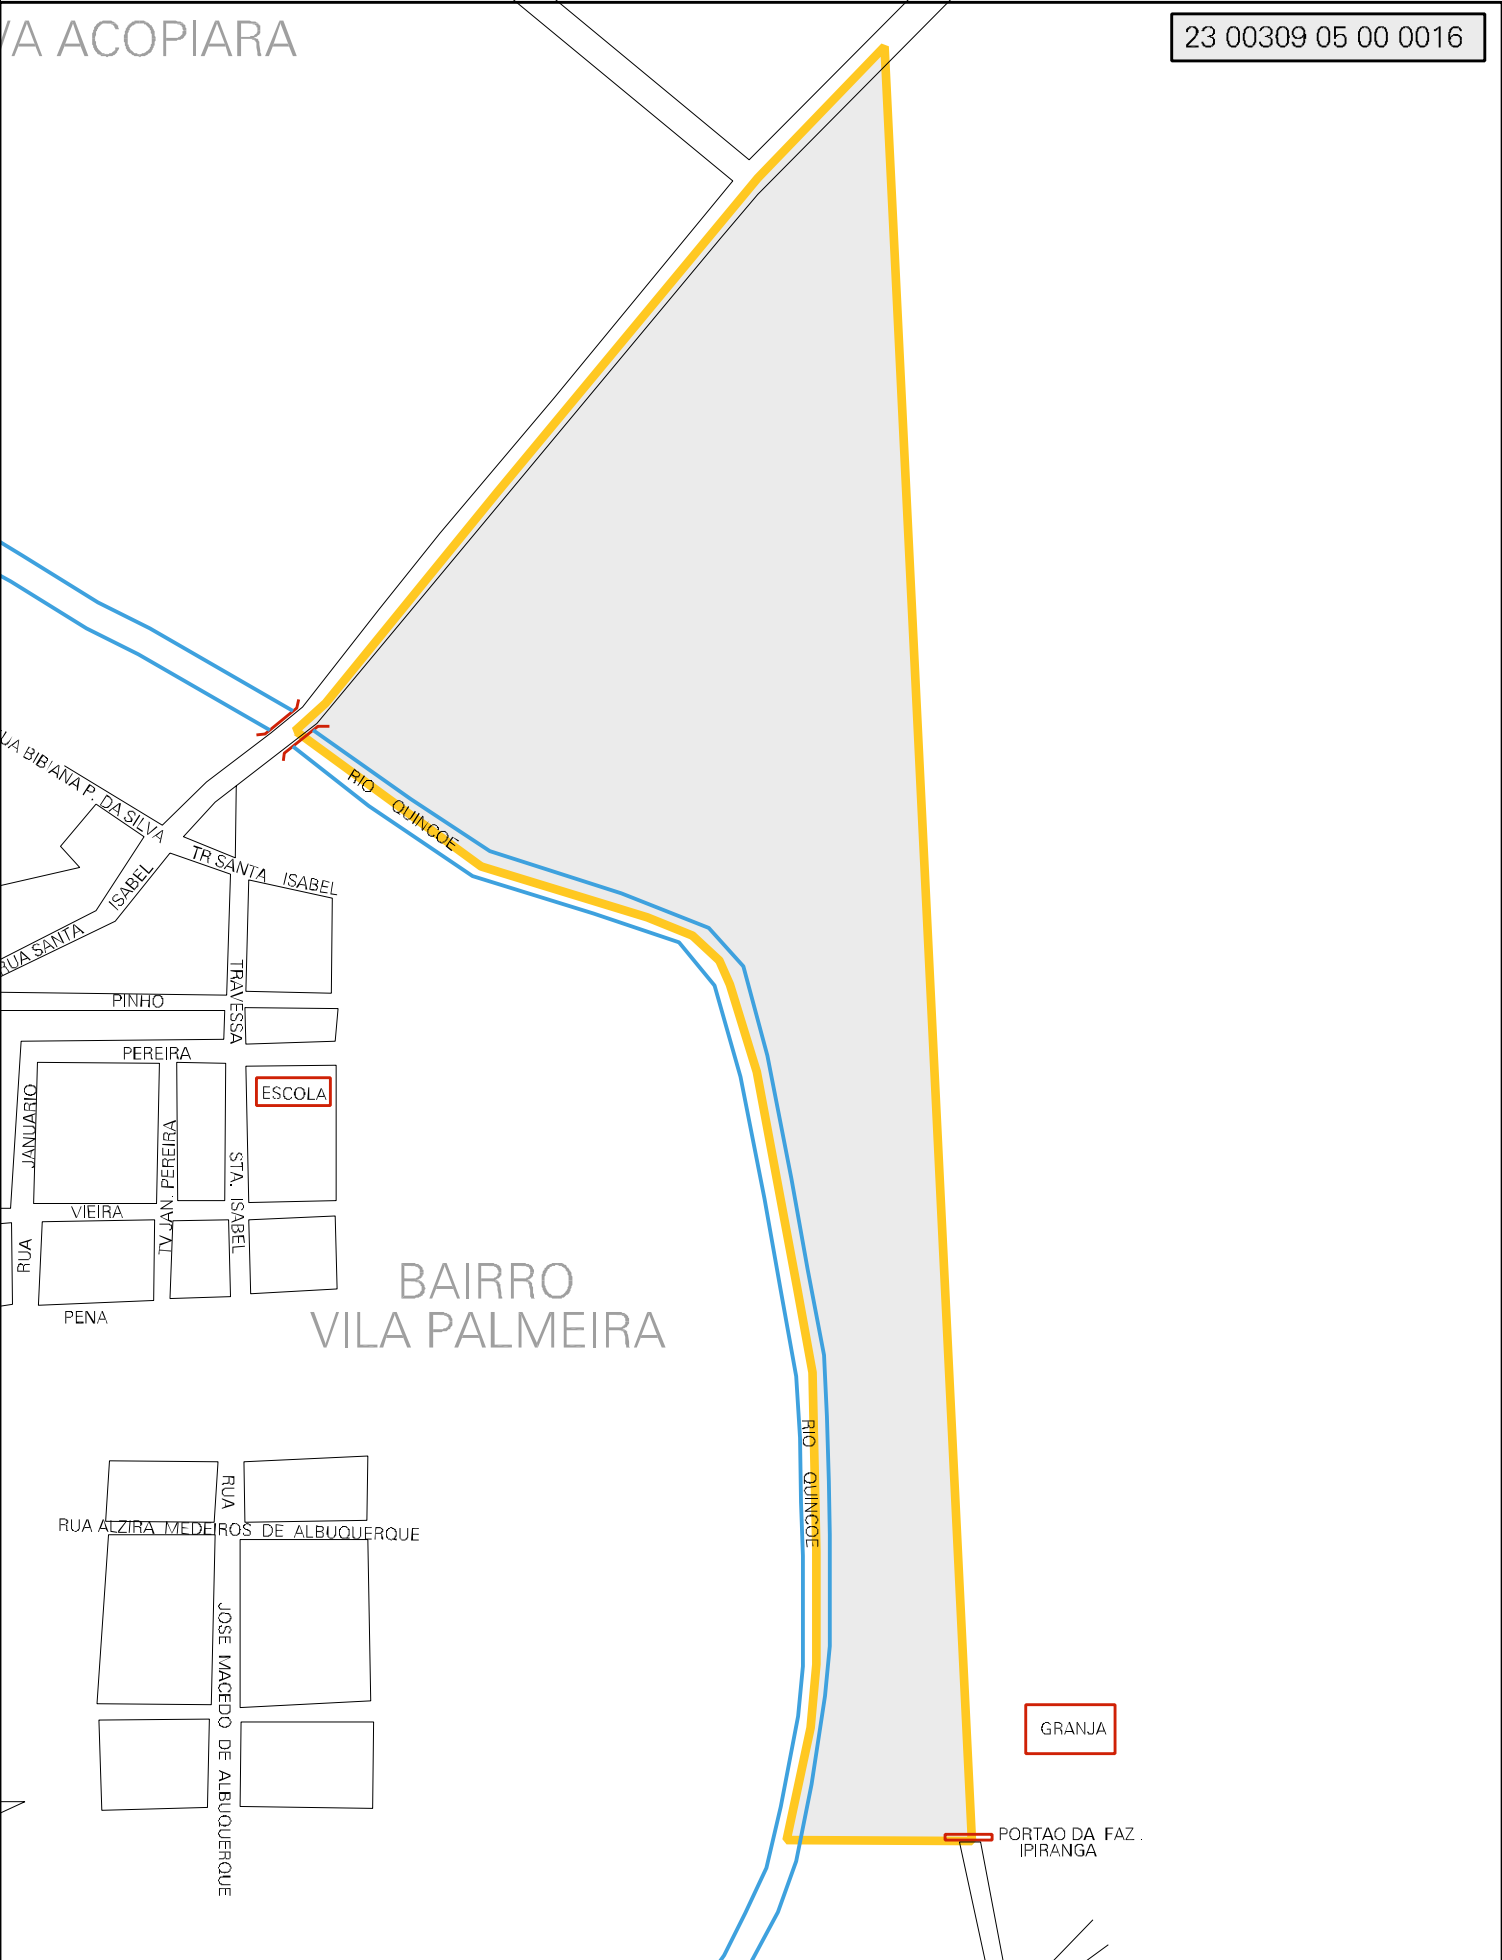 /A ACOPIARA
23 00309 05 00 0016
RIO QUINCOE
UA BIBIANA P. DA SILVA
TR SANTA ISABEL
RUA SANTA ISABEL
PINHO
TRAVESSA STA. ISABEL
PEREIRA
ESCOLA
RUA JANUARIO
TV JAN. PEREIRA
VIEIRA
BAIRRO
VILA PALMEIRA
PENA
RIO QUINCOE
RUA JOSE MACEDO DE ALBUQUERQUE
RUA ALZIRA MEDEIROS DE ALBUQUERQUE
GRANJA
PORTAO DA FAZ.
IPIRANGA